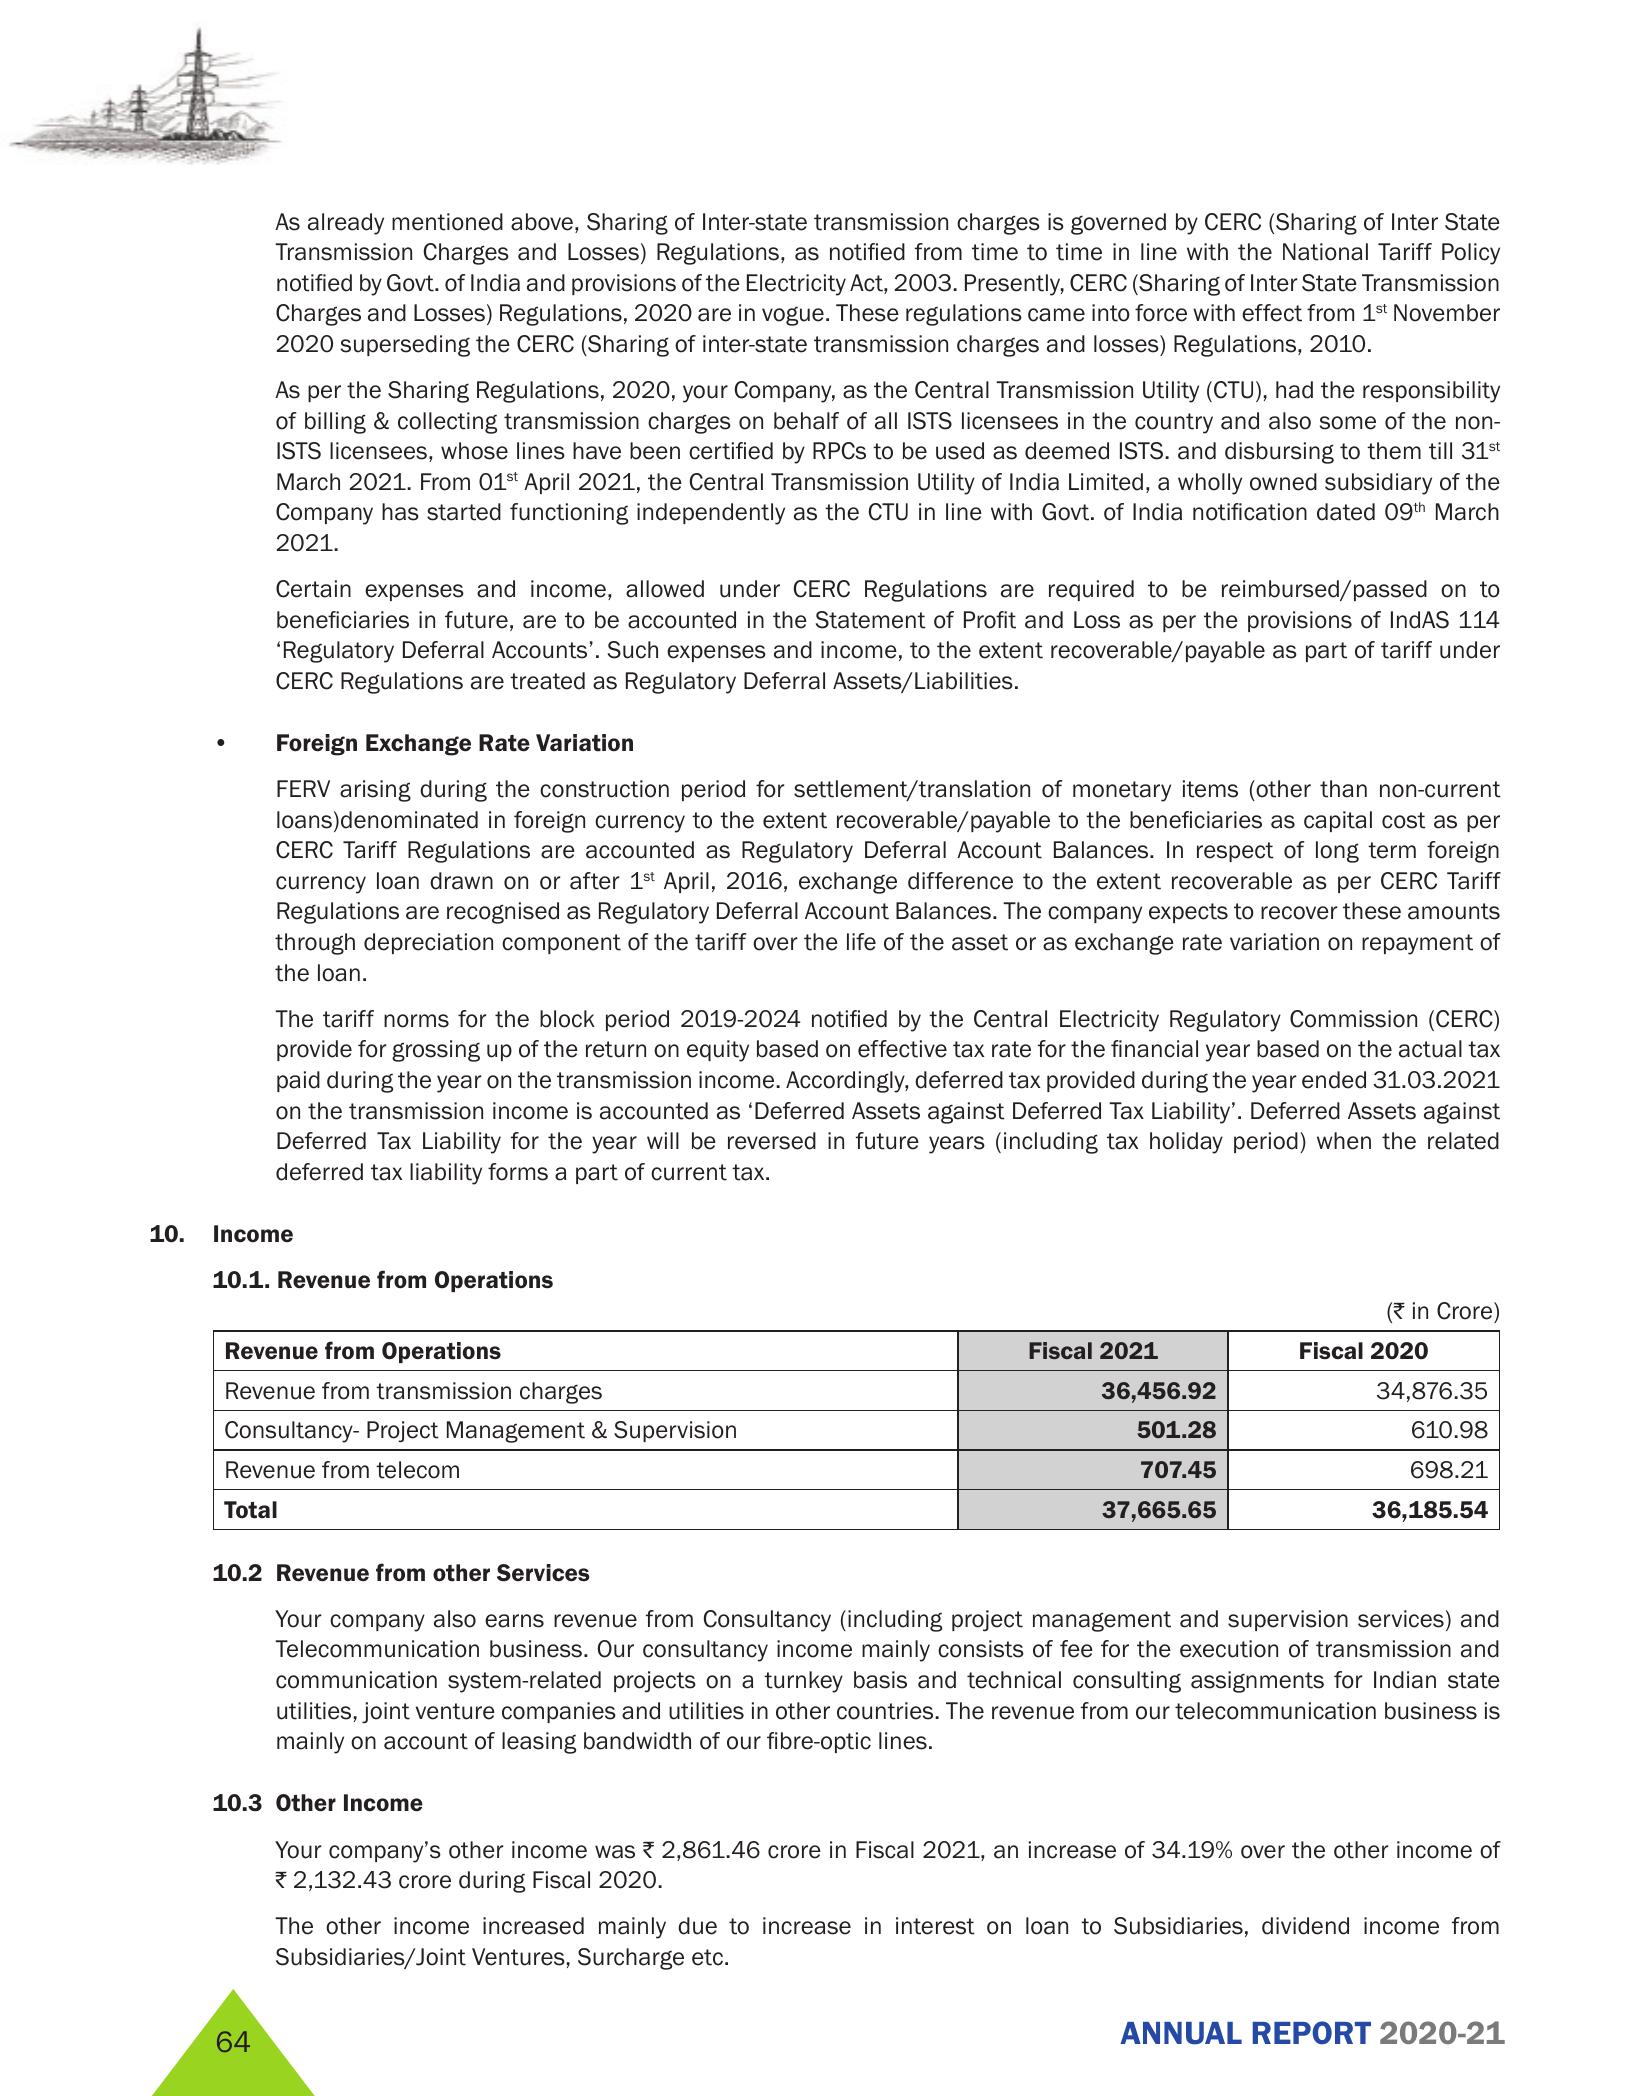 As already mentioned above, Sharing of Inter-state transmission charges is governed by CERC (Sharing of Inter State
Transmission Charges and Losses) Regulations, as notified from time to time in line with the National Tariff Policy
notified by Govt. of India and provisions of the Electricity Act, 2003. Presently, CERC (Sharing of Inter State Transmission
Charges and Losses) Regulations, 2020 are in vogue. These regulations came into force with effect from 1st November
2020 superseding the CERC (Sharing of inter-state transmission charges and losses) Regulations, 2010.
As per the Sharing Regulations, 2020, your Company, as the Central Transmission Utility (CTU), had the responsibility
of billing & collecting transmission charges on behalf of all ISTS licensees in the country and also some of the non-
ISTS licensees, whose lines have been certified by RPCs to be used as deemed ISTS. and disbursing to them till 31st
March 2021. From 01st April 2021, the Central Transmission Utility of India Limited, a wholly owned subsidiary of the
Company has started functioning independently as the CTU in line with Govt. of India notification dated 09th March
2021.
Certain expenses and income, allowed under CERC Regulations are required to be reimbursed/passed on to
beneficiaries in future, are to be accounted in the Statement of Profit and Loss as per the provisions of IndAS 114
‘Regulatory Deferral Accounts’. Such expenses and income, to the extent recoverable/payable as part of tariff under
CERC Regulations are treated as Regulatory Deferral Assets/Liabilities.
• Foreign Exchange Rate Variation
FERV arising during the construction period for settlement/translation of monetary items (other than non-current
loans)denominated in foreign currency to the extent recoverable/payable to the beneficiaries as capital cost as per
CERC Tariff Regulations are accounted as Regulatory Deferral Account Balances. In respect of long term foreign
currency loan drawn on or after 1st April, 2016, exchange difference to the extent recoverable as per CERC Tariff
Regulations are recognised as Regulatory Deferral Account Balances. The company expects to recover these amounts
through depreciation component of the tariff over the life of the asset or as exchange rate variation on repayment of
the loan.
The tariff norms for the block period 2019-2024 notified by the Central Electricity Regulatory Commission (CERC)
provide for grossing up of the return on equity based on effective tax rate for the financial year based on the actual tax
paid during the year on the transmission income. Accordingly, deferred tax provided during the year ended 31.03.2021
on the transmission income is accounted as ‘Deferred Assets against Deferred Tax Liability’. Deferred Assets against
Deferred Tax Liability for the year will be reversed in future years (including tax holiday period) when the related
deferred tax liability forms a part of current tax.
10. Income
10.1. Revenue from Operations
(₹ in Crore)
Revenue from Operations Fiscal 2021 Fiscal 2020
Revenue from transmission charges 36,456.92 34,876.35
Consultancy- Project Management & Supervision 501.28 610.98
Revenue from telecom 707.45 698.21
Total 37,665.65 36,185.54
10.2 Revenue from other Services
Your company also earns revenue from Consultancy (including project management and supervision services) and
Telecommunication business. Our consultancy income mainly consists of fee for the execution of transmission and
communication system-related projects on a turnkey basis and technical consulting assignments for Indian state
utilities, joint venture companies and utilities in other countries. The revenue from our telecommunication business is
mainly on account of leasing bandwidth of our fibre-optic lines.
10.3 Other Income
Your company’s other income was ₹ 2,861.46 crore in Fiscal 2021, an increase of 34.19% over the other income of
₹ 2,132.43 crore during Fiscal 2020.
The other income increased mainly due to increase in interest on loan to Subsidiaries, dividend income from
Subsidiaries/Joint Ventures, Surcharge etc.
64
ANNUAL REPORT 2020-21